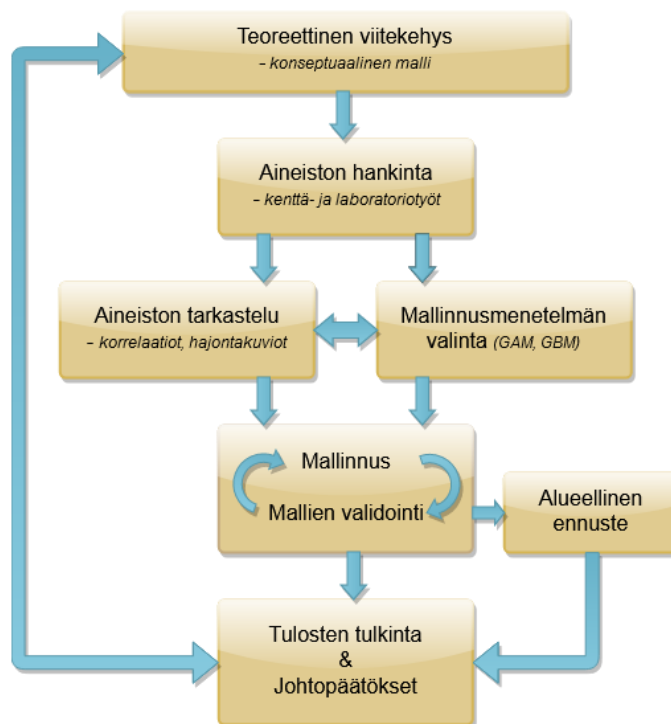 Teoreettinen viitekehys
– konseptuaalinen malli
Aineiston hankinta
– kenttä- ja laboratoriotyöt
Aineiston tarkastelu
– korrelaatiot, hajontakuviot
Mallinnusmenetelmän
valinta (GAM, GBM)
Mallinnus
Mallien validointi
Alueellinen
ennuste
Tulosten tulkinta
&
Johtopäätökset